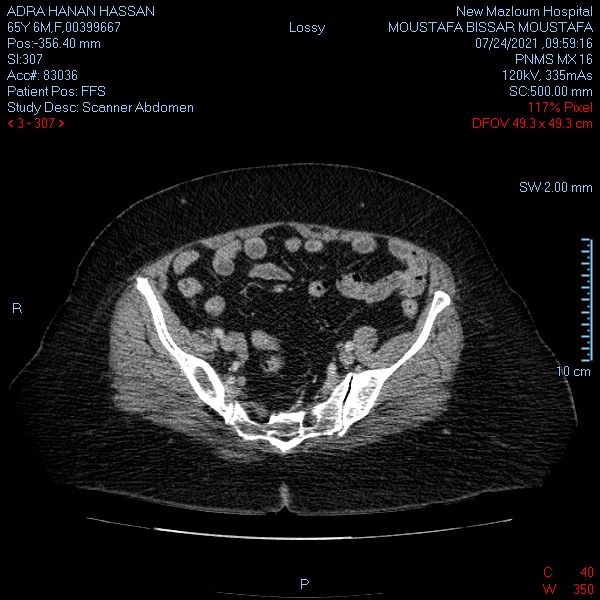 ADRA HANAN HASSAN
65Y 6M,F,00399667
Pos:-356.40 mm
SI:307
Acc#: 83036
Patient Pos: FFS
Study Desc: Scanner Abdomen
< 3 - 307 >
Lossy
New Mazloum Hospital
MOUSTAFA BISSAR MOUSTAFA
07/24/2021 ,09:59:16
PNMS MX 16
120kV, 335mAs
SC:500.00 mm
117% Pixel
DFOV 49.3 x 49.3 cm
SW 2.00 mm
R
10 cm
P
C 40
W 350